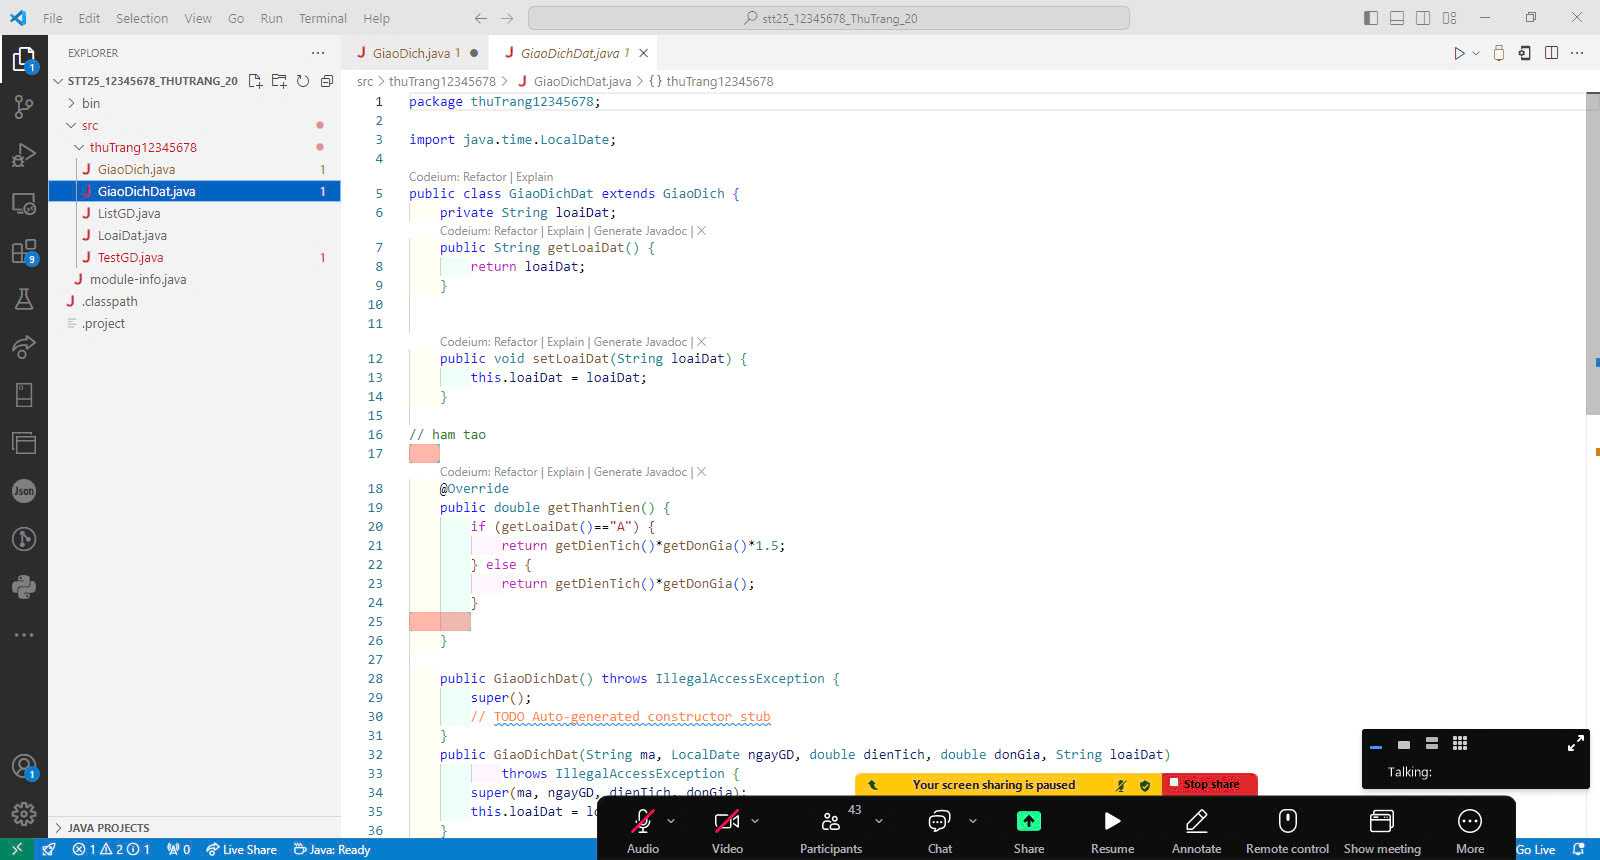 File Edit Selection View Go Run Terminal Help
stt25_12345678_ThuTrang_20
EXPLORER
STT25_12345678_THUTRANG_20
bin
src
thuTrang12345678
GiaoDich.java 1
GiaoDichDat.java 1
ListGD.java
LoaiDat.java
TestGD.java 1
module-info.java
.classpath
.project
JAVA PROJECTS
1
9
Json
1
GiaoDich.java 1
GiaoDichDat.java 1
src > thuTrang12345678 > GiaoDichDat.java > {} thuTrang12345678
1 package thuTrang12345678;
2
3 import java.time.LocalDate;
4
Codeium: Refactor | Explain
5 public class GiaoDichDat extends GiaoDich {
6 private String loaiDat;
Codeium: Refactor | Explain | Generate Javadoc | X
7 public String getLoaiDat() {
8 return loaiDat;
9 }
10
11
Codeium: Refactor | Explain | Generate Javadoc | X
12 public void setLoaiDat(String loaiDat) {
13 this.loaiDat = loaiDat;
14 }
15
16 // ham tao
17
Codeium: Refactor | Explain | Generate Javadoc | X
18 @Override
19 public double getThanhTien() {
20 if (getLoaiDat()=="A") {
21 return getDienTich()*getDonGia()*1.5;
22 } else {
23 return getDienTich()*getDonGia();
24 }
25
26 }
27
28 public GiaoDichDat() throws IllegalAccessException {
29 super();
30 // TODO Auto-generated constructor stub
31 }
32 public GiaoDichDat(String ma, LocalDate ngayGD, double dienTich, double donGia, String loaiDat)
33 throws IllegalAccessException {
34 super(ma, ngayGD, dienTich, donGia);
35 this.loaiDat = lo
36 }
Talking:
Your screen sharing is paused
Stop share
43
Audio Video Participants Chat Share Resume Annotate Remote control Show meeting More
1 2 1 0 Live Share Java: Ready
Go Live